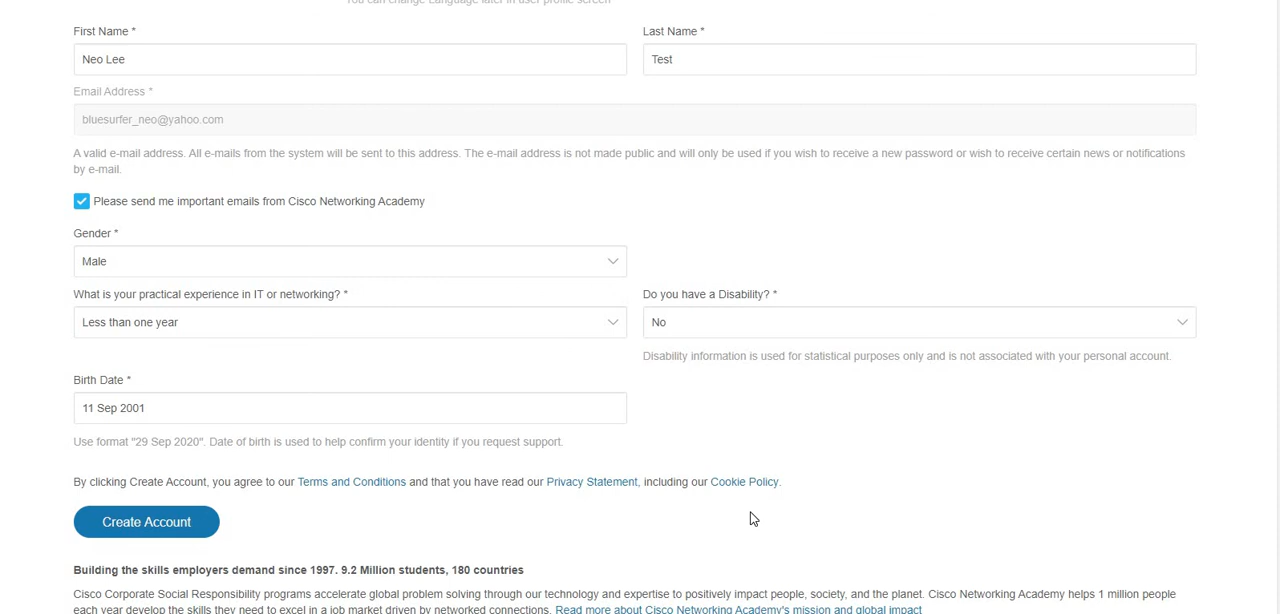 You can change Language later in user profile screen
First Name *
Last Name *
Neo Lee
Test
Email Address *
bluesurfer_neo@yahoo.com
A valid e-mail address. All e-mails from the system will be sent to this address. The e-mail address is not made public and will only be used if you wish to receive a new password or wish to receive certain news or notifications
by e-mail.
Please send me important emails from Cisco Networking Academy
Gender *
Male
What is your practical experience in IT or networking? *
Do you have a Disability? *
Less than one year
No
Disability information is used for statistical purposes only and is not associated with your personal account.
Birth Date *
11 Sep 2001
Use format "29 Sep 2020". Date of birth is used to help confirm your identity if you request support.
By clicking Create Account, you agree to our Terms and Conditions and that you have read our Privacy Statement, including our Cookie Policy.
Create Account
Building the skills employers demand since 1997. 9.2 Million students, 180 countries
Cisco Corporate Social Responsibility programs accelerate global problem solving through our technology and expertise to positively impact people, society, and the planet. Cisco Networking Academy helps 1 million people
each year develop the skills they need to excel in a job market driven by networked connections. Read more about Cisco Networking Academy's mission and global impact